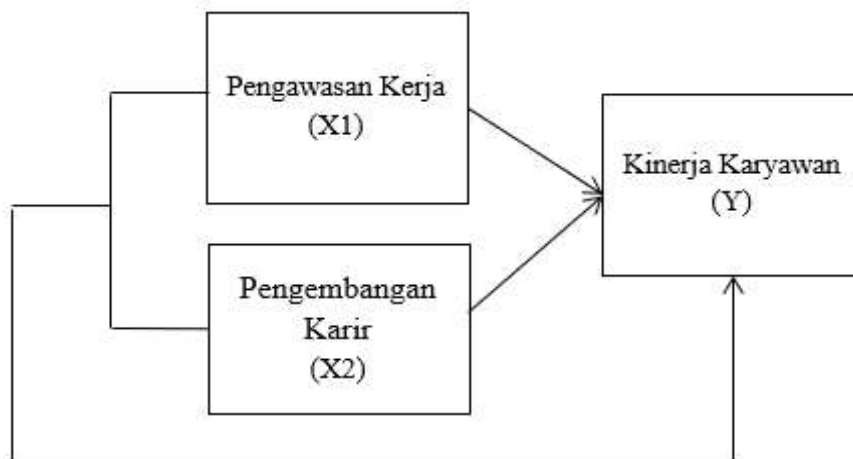 Pengawasan Kerja
(X1)
Kinerja Karyawan
(Y)
Pengembangan
Karir
(X2)